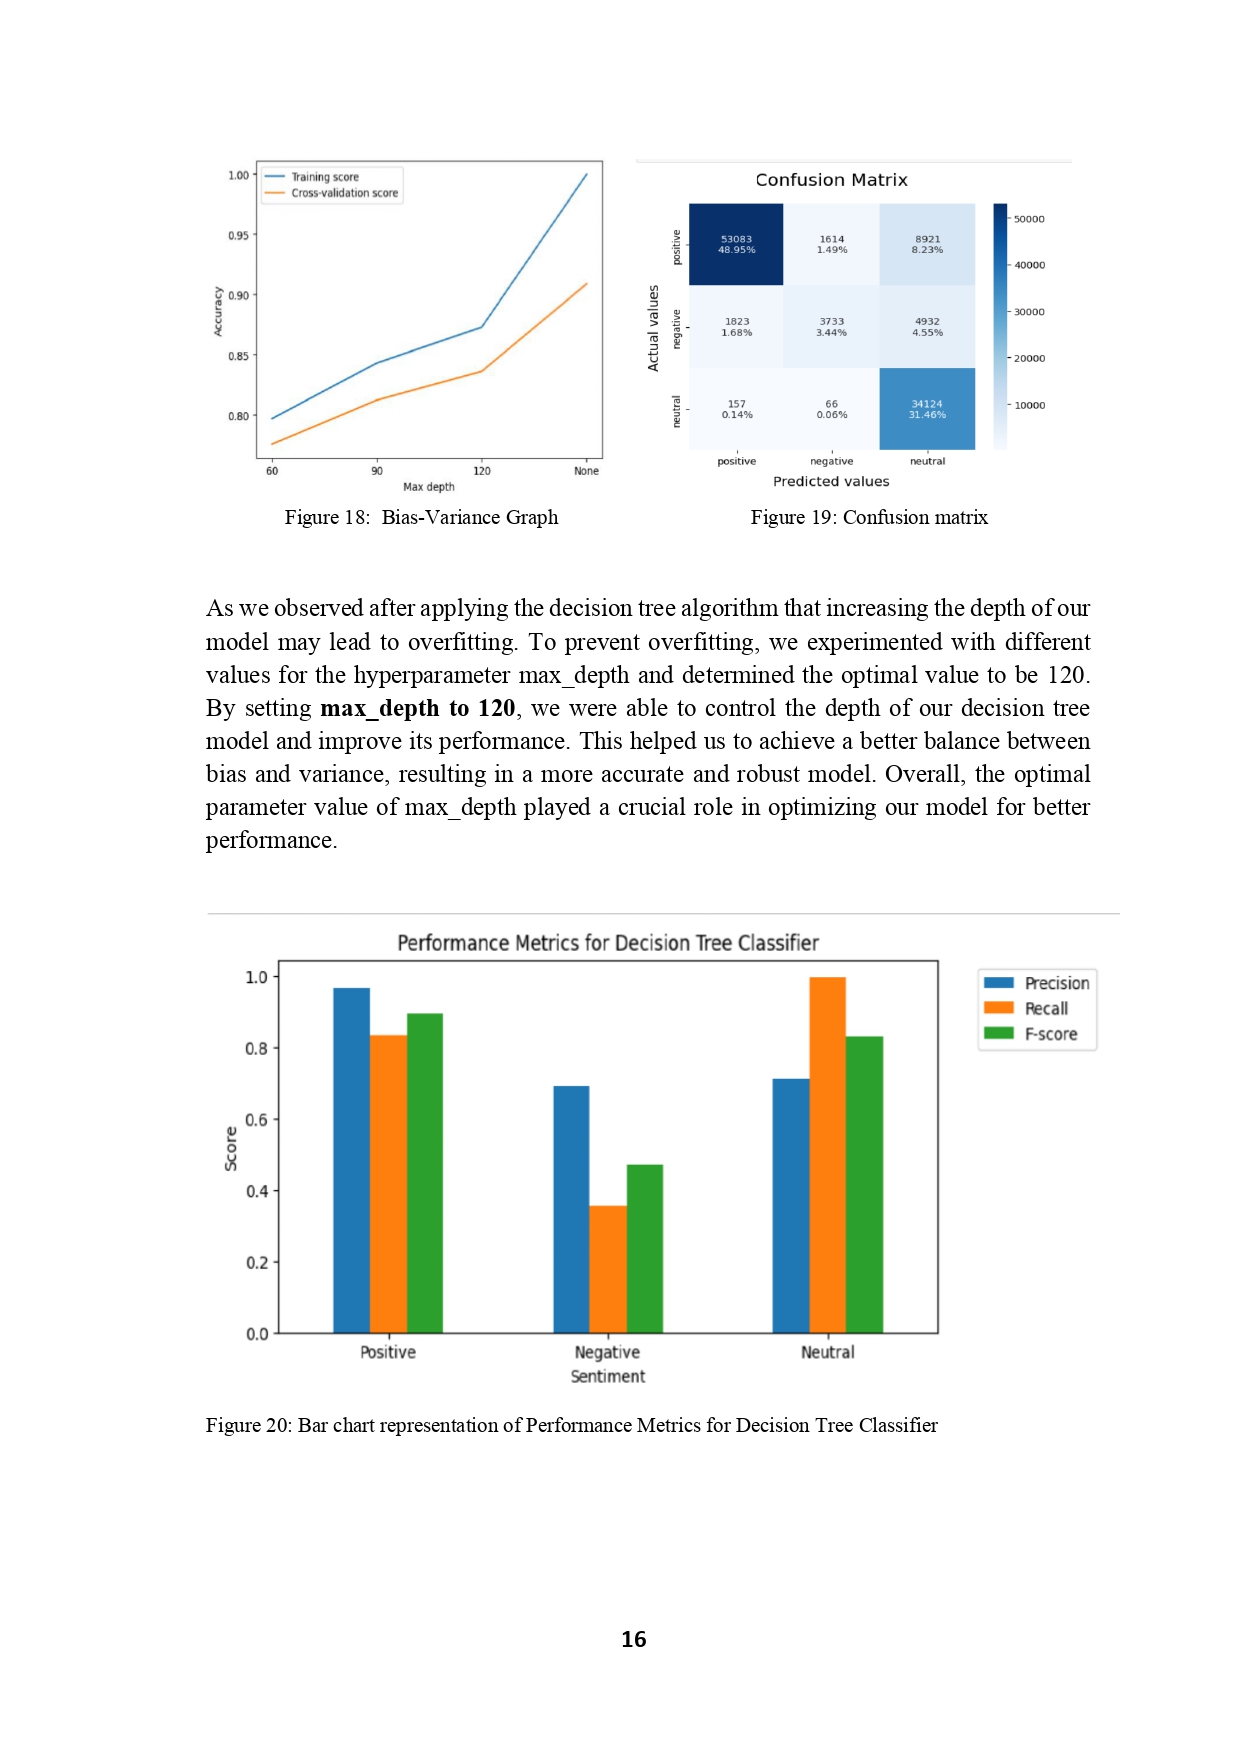 1.00
0.95
0.90
0.85
0.80
Accuracy
Training score
Cross-validation score
60 90 120 None
Max depth
Confusion Matrix
Actual values
positive
negative
neutral
53083 1614 8921
48.95% 1.49% 8.23%
1823 3733 4932
1.68% 3.44% 4.55%
157 66 34124
0.14% 0.06% 31.46%
positive negative neutral
Predicted values
50000
40000
30000
20000
10000
Figure 18: Bias-Variance Graph
Figure 19: Confusion matrix
As we observed after applying the decision tree algorithm that increasing the depth of our
model may lead to overfitting. To prevent overfitting, we experimented with different
values for the hyperparameter max_depth and determined the optimal value to be 120.
By setting max_depth to 120, we were able to control the depth of our decision tree
model and improve its performance. This helped us to achieve a better balance between
bias and variance, resulting in a more accurate and robust model. Overall, the optimal
parameter value of max_depth played a crucial role in optimizing our model for better
performance.
Performance Metrics for Decision Tree Classifier
1.0
0.8
0.6
0.4
0.2
0.0
Score
Positive Negative Neutral
Sentiment
Precision
Recall
F-score
Figure 20: Bar chart representation of Performance Metrics for Decision Tree Classifier
16